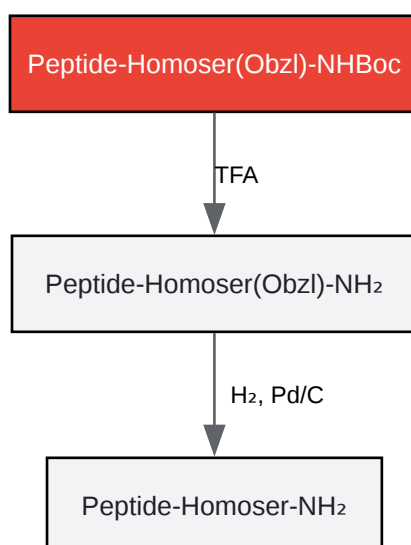 Peptide-Homoser(Obzl)-NHBoc
TFA
Peptide-Homoser(Obzl)-NH₂
H₂, Pd/C
Peptide-Homoser-NH₂